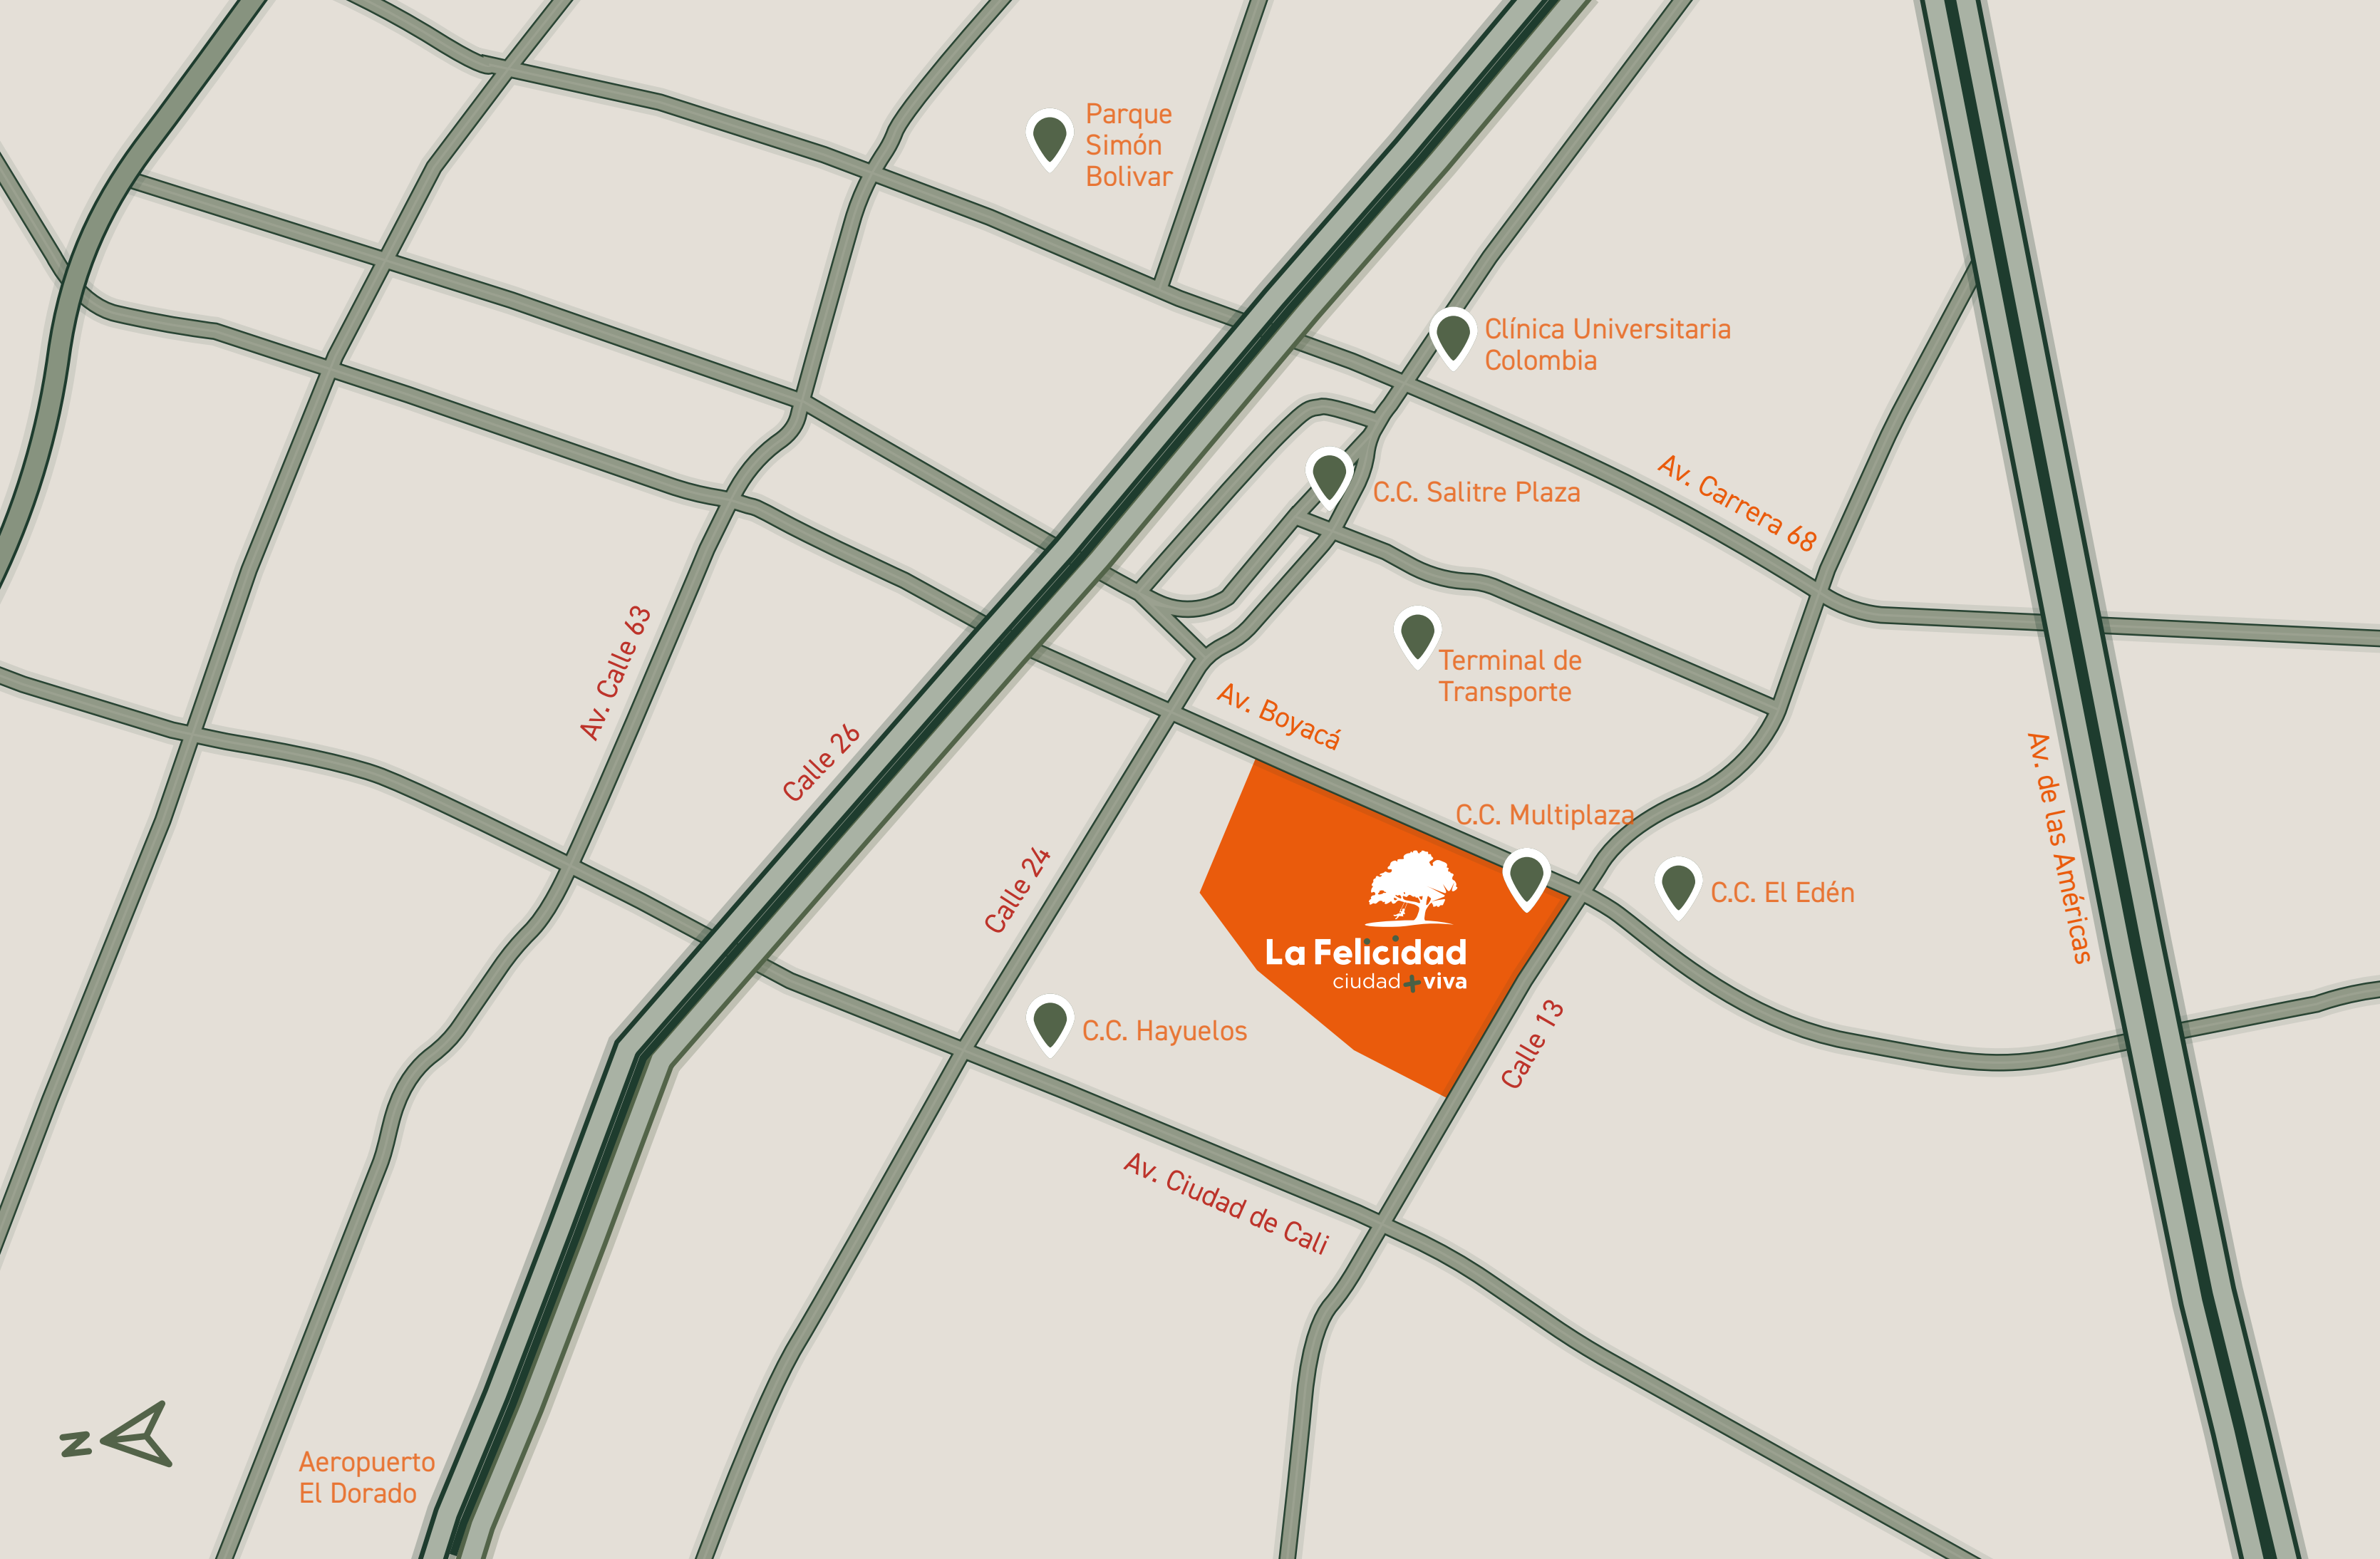 Parque
Simón
Bolivar
Clínica Universitaria
Colombia
C.C. Salitre Plaza
Av. Carrera 68
Terminal de
Transporte
Av. Calle 63
Av. Boyacá
Calle 26
Av. de las Américas
C.C. Multiplaza
Calle 24
C.C. El Edén
La Felicidad
ciudad+viva
C.C. Hayuelos
Calle 13
Av. Ciudad de Cali
N
Aeropuerto
El Dorado